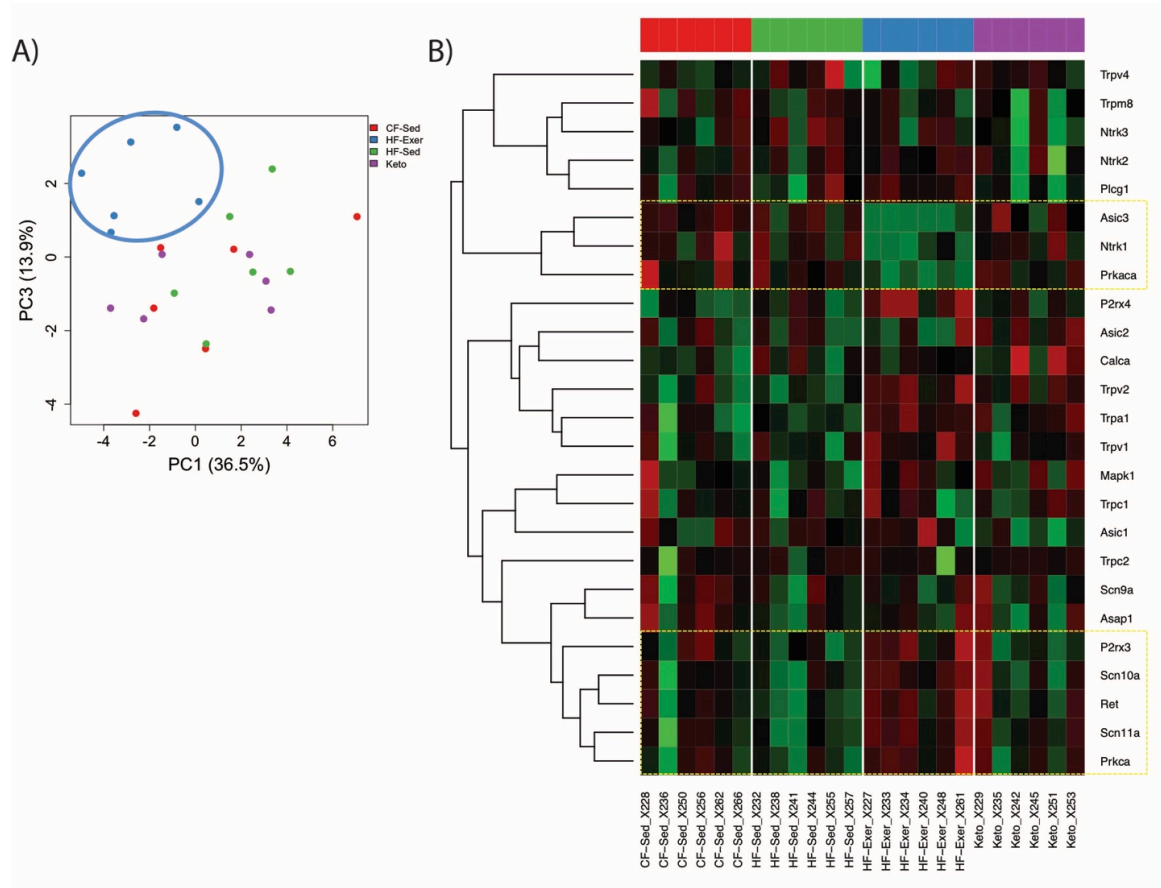 A)
CF-Sed
HF-Exer
HF-Sed
Keto
2
0
-2
-4
PC3 (13.9%)
-4 -2 0 2 4 6
PC1 (36.5%)
B)
Trpv4
Trpm8
Ntrk3
Ntrk2
Plcg1
Asic3
Ntrk1
Prkaca
P2rx4
Asic2
Calca
Trpv2
Trpa1
Trpv1
Mapk1
Trpc1
Asic1
Trpc2
Scn9a
Asap1
P2rx3
Scn10a
Ret
Scn11a
Prkca
CF-Sed_X228
CF-Sed_X236
CF-Sed_X250
CF-Sed_X256
CF-Sed_X262
CF-Sed_X266
HF-Sed_X232
HF-Sed_X238
HF-Sed_X241
HF-Sed_X244
HF-Sed_X255
HF-Sed_X257
HF-Exer_X227
HF-Exer_X233
HF-Exer_X234
HF-Exer_X240
HF-Exer_X248
HF-Exer_X261
Keto_X229
Keto_X235
Keto_X242
Keto_X245
Keto_X251
Keto_X253